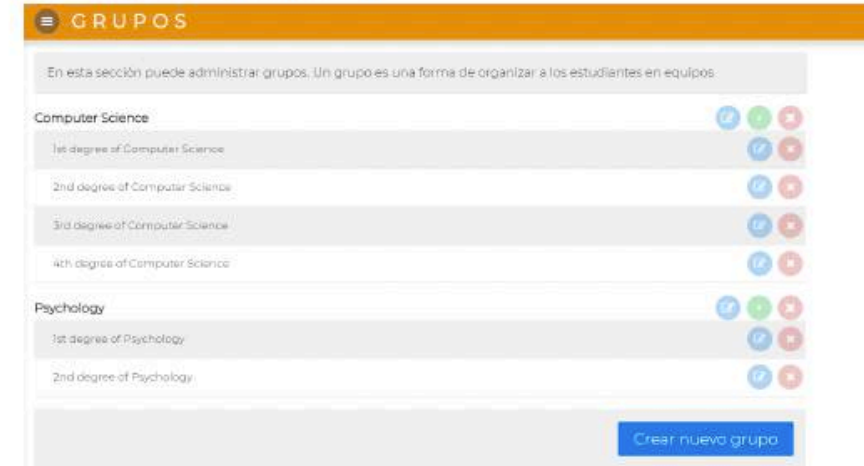 GRUPOS
En esta sección puede administrar grupos. Un grupo es una forma de organizar a los estudiantes en equipos.
Computer Science
1st degree of Computer Science
2nd degree of Computer Science
3rd degree of Computer Science
4th degree of Computer Science
Psychology
1st degree of Psychology
2nd degree of Psychology
Crear nuevo grupo